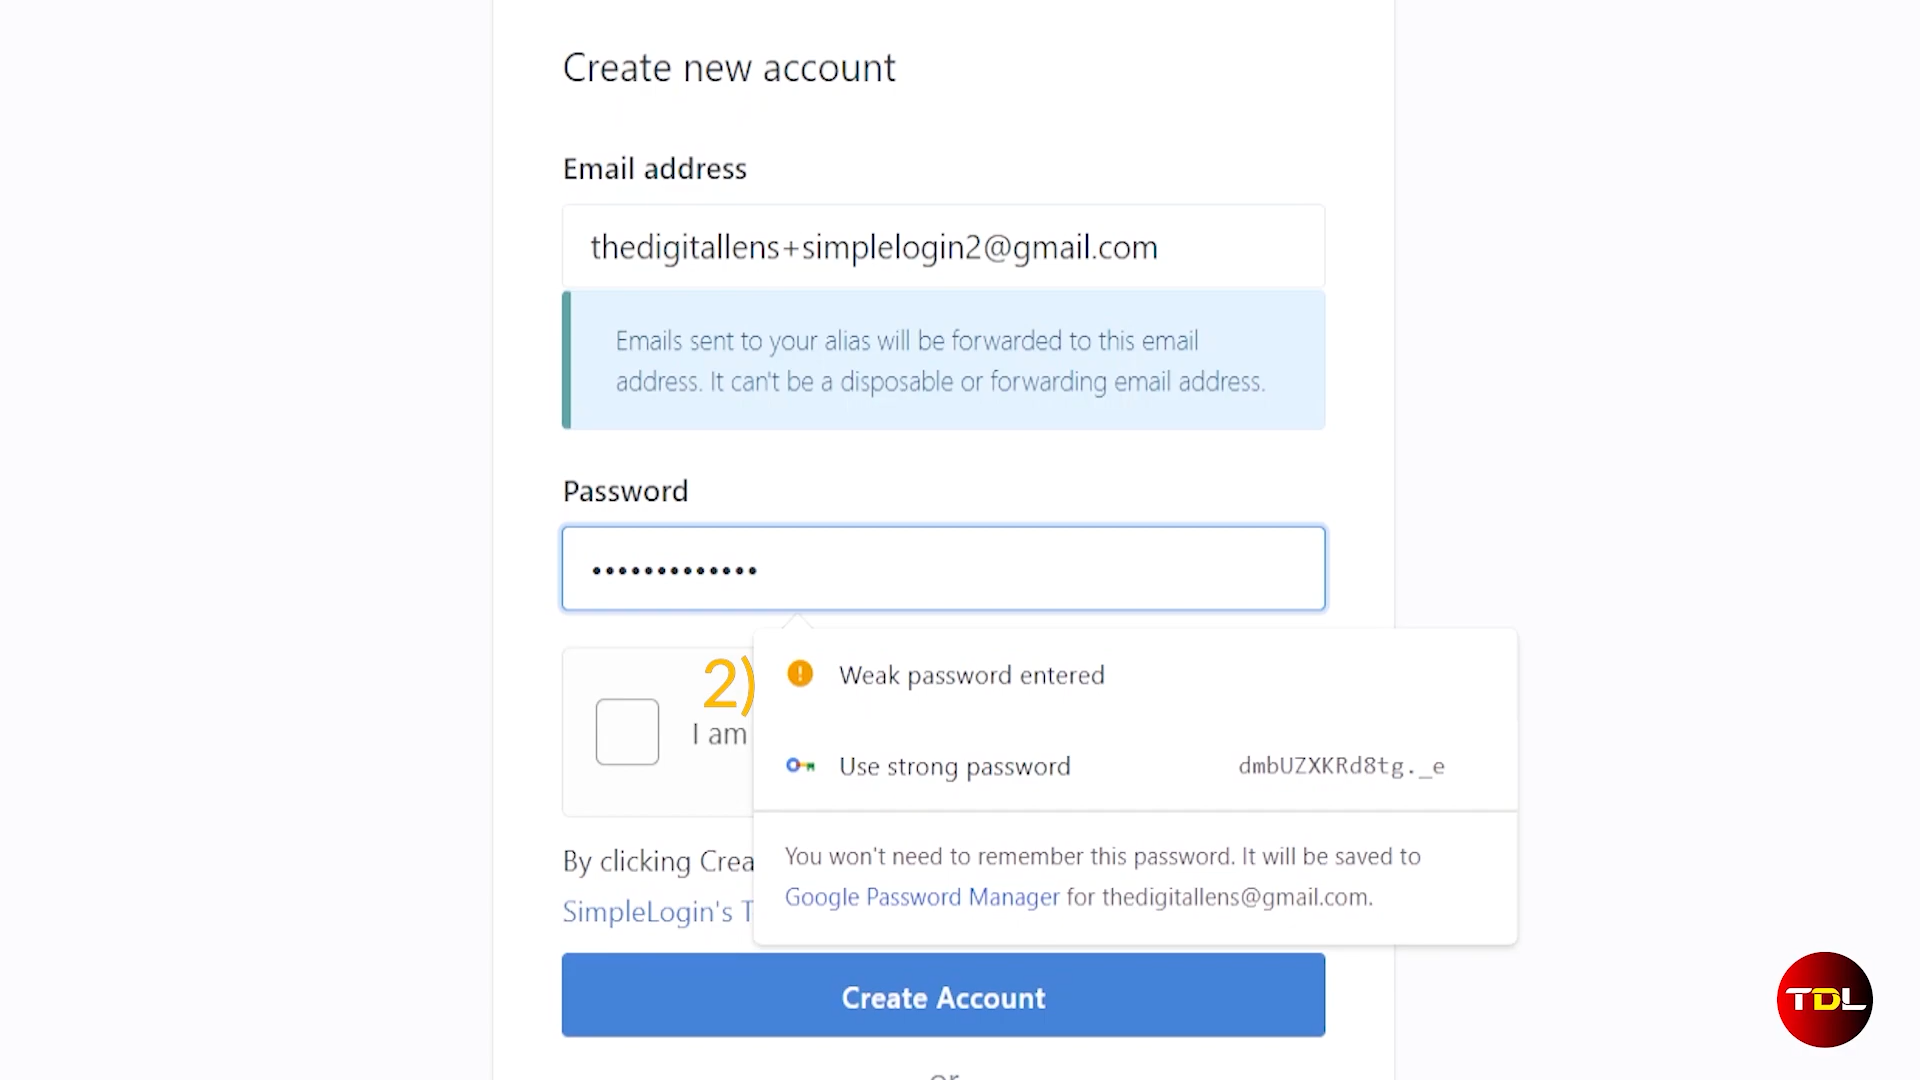 Create new account
Email address
thedigitallens+simplelogin2@gmail.com
Emails sent to your alias will be forwarded to this email
address. It can't be a disposable or forwarding email address.
Password
•••••••••••••
2)
Weak password entered
I am
Use strong password dmbUZXKRd8tg._e
By clicking Crea
You won't need to remember this password. It will be saved to
SimpleLogin's T
Google Password Manager for thedigitallens@gmail.com.
Create Account
TDL
or